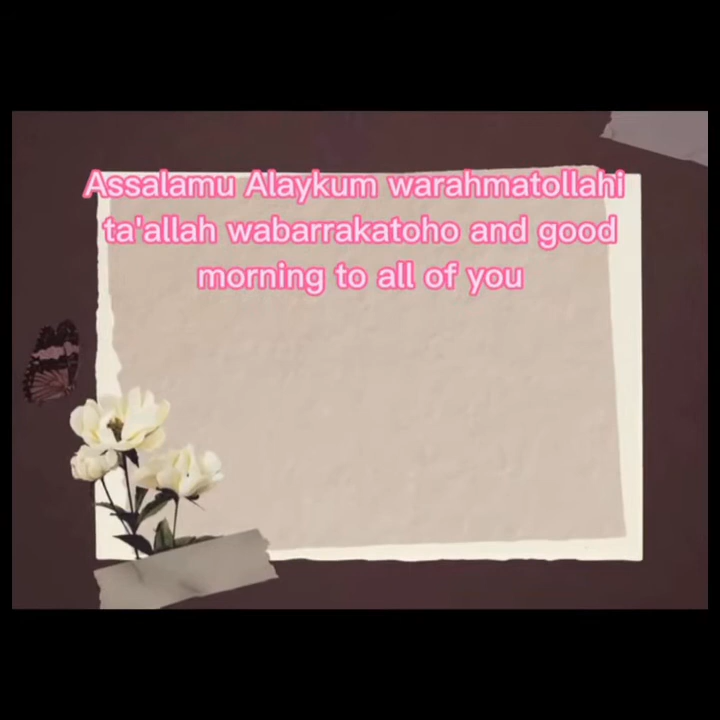 Assalamu Alaykum warahmatollahi
ta'allah wabarrakatoho and good
morning to all of you